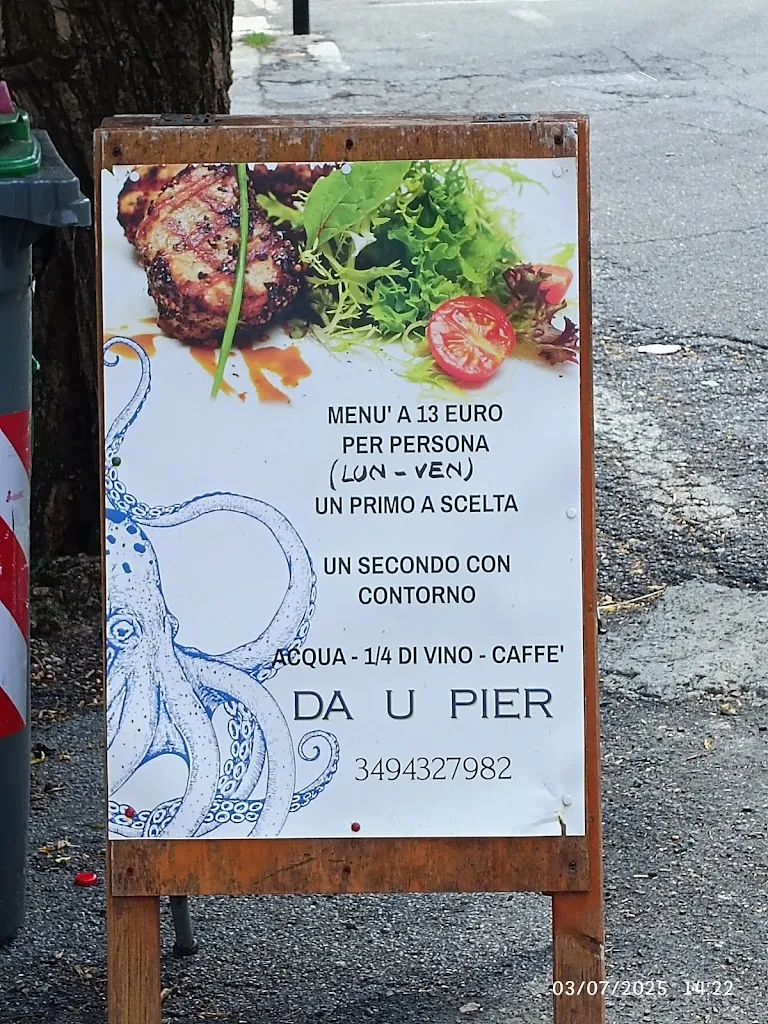 MENU' A 13 EURO
PER PERSONA
(LUN - VEN)
UN PRIMO A SCELTA
UN SECONDO CON
CONTORNO
ACQUA - 1/4 DI VINO - CAFFE'
DA U PIER
3494327982
03/07/2025 14:22